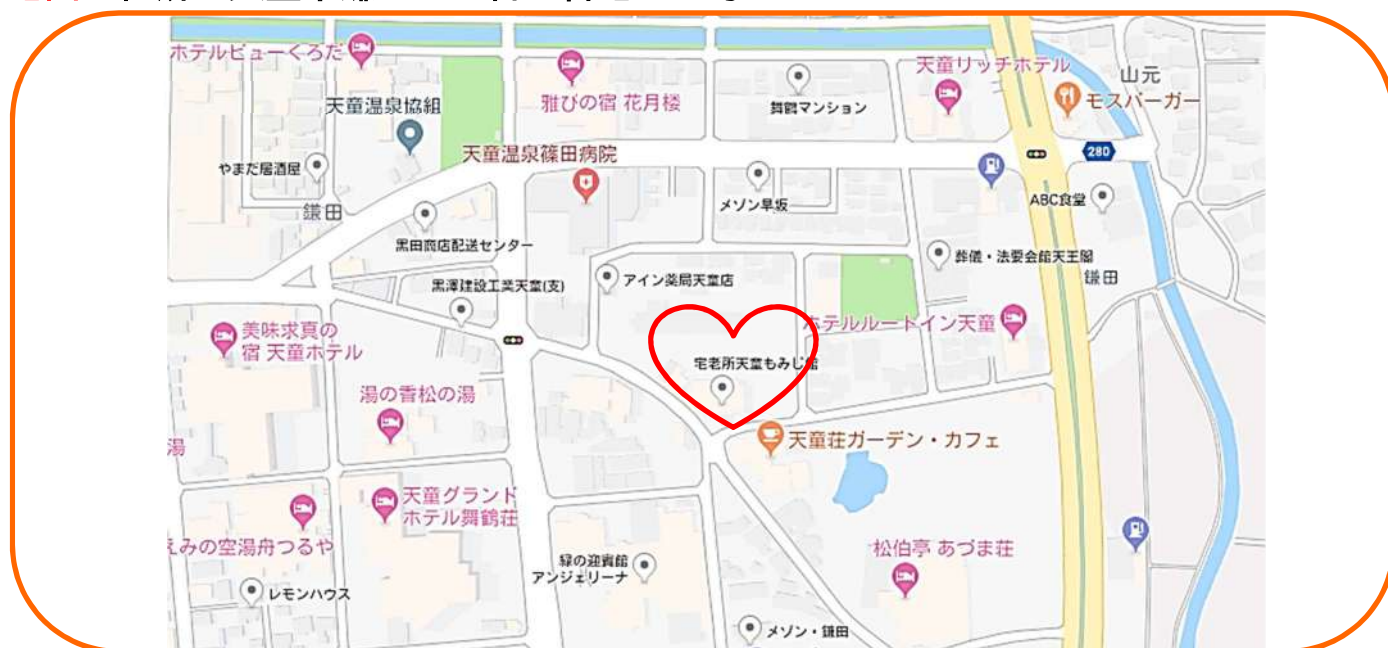 ホテルビューくろだ
天童温泉協組
雅びの宿 花月楼
舞鶴マンション
天童リッチホテル
山元
モスバーガー
やまだ居酒屋
天童温泉篠田病院
280
鎌田
メゾン早坂
ABC食堂
黒田商店配送センター
葬儀・法要会館天王閣
黒澤建設工業天童(支)
アイン薬局天童店
鎌田
美味求真の
宿 天童ホテル
ホテルルートイン天童
宅老所天童もみじ館
湯の香松の湯
天童荘ガーデン・カフェ
湯
天童グランド
ホテル舞鶴荘
えみの空湯舟つるや
緑の迎賓館
アンジェリーナ
松伯亭 あづま荘
レモンハウス
メゾン・鎌田